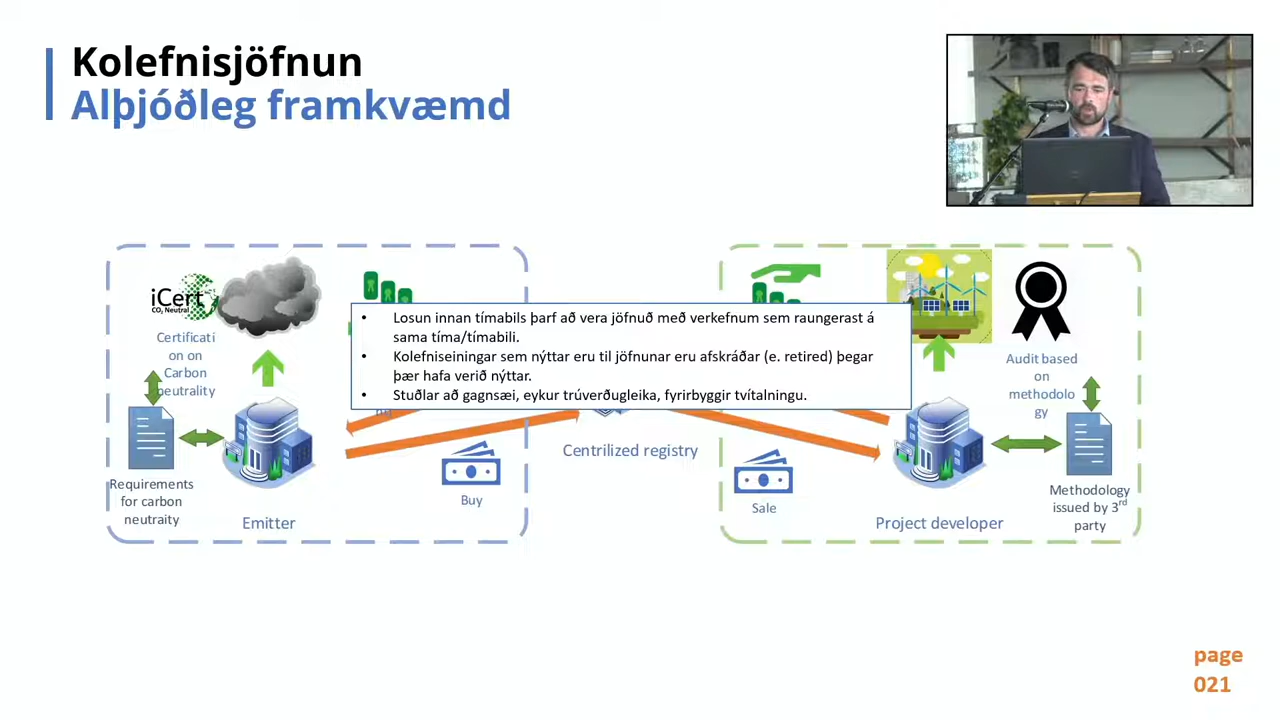 Kolefnisjöfnun
Alþjóðleg framkvæmd
iCert
CO₂ Neutral
Certificati
on on
Carbon
neutrality
Requirements
for carbon
neutraity
Emitter
Buy
• Losun innan tímabils þarf að vera jöfnuð með verkefnum sem raungerast á
sama tíma/tímabili.
• Kolefniseiningar sem nýttar eru til jöfnunar eru afskráðar (e. retired) þegar
þær hafa verið nýttar.
• Stuðlar að gagnsæi, eykur trúverðugleika, fyrirbyggir tvítalningu.
Centrilized registry
Sale
Project developer
Audit based
on
methodolo
gy
Methodology
issued by 3rd
party
page
021